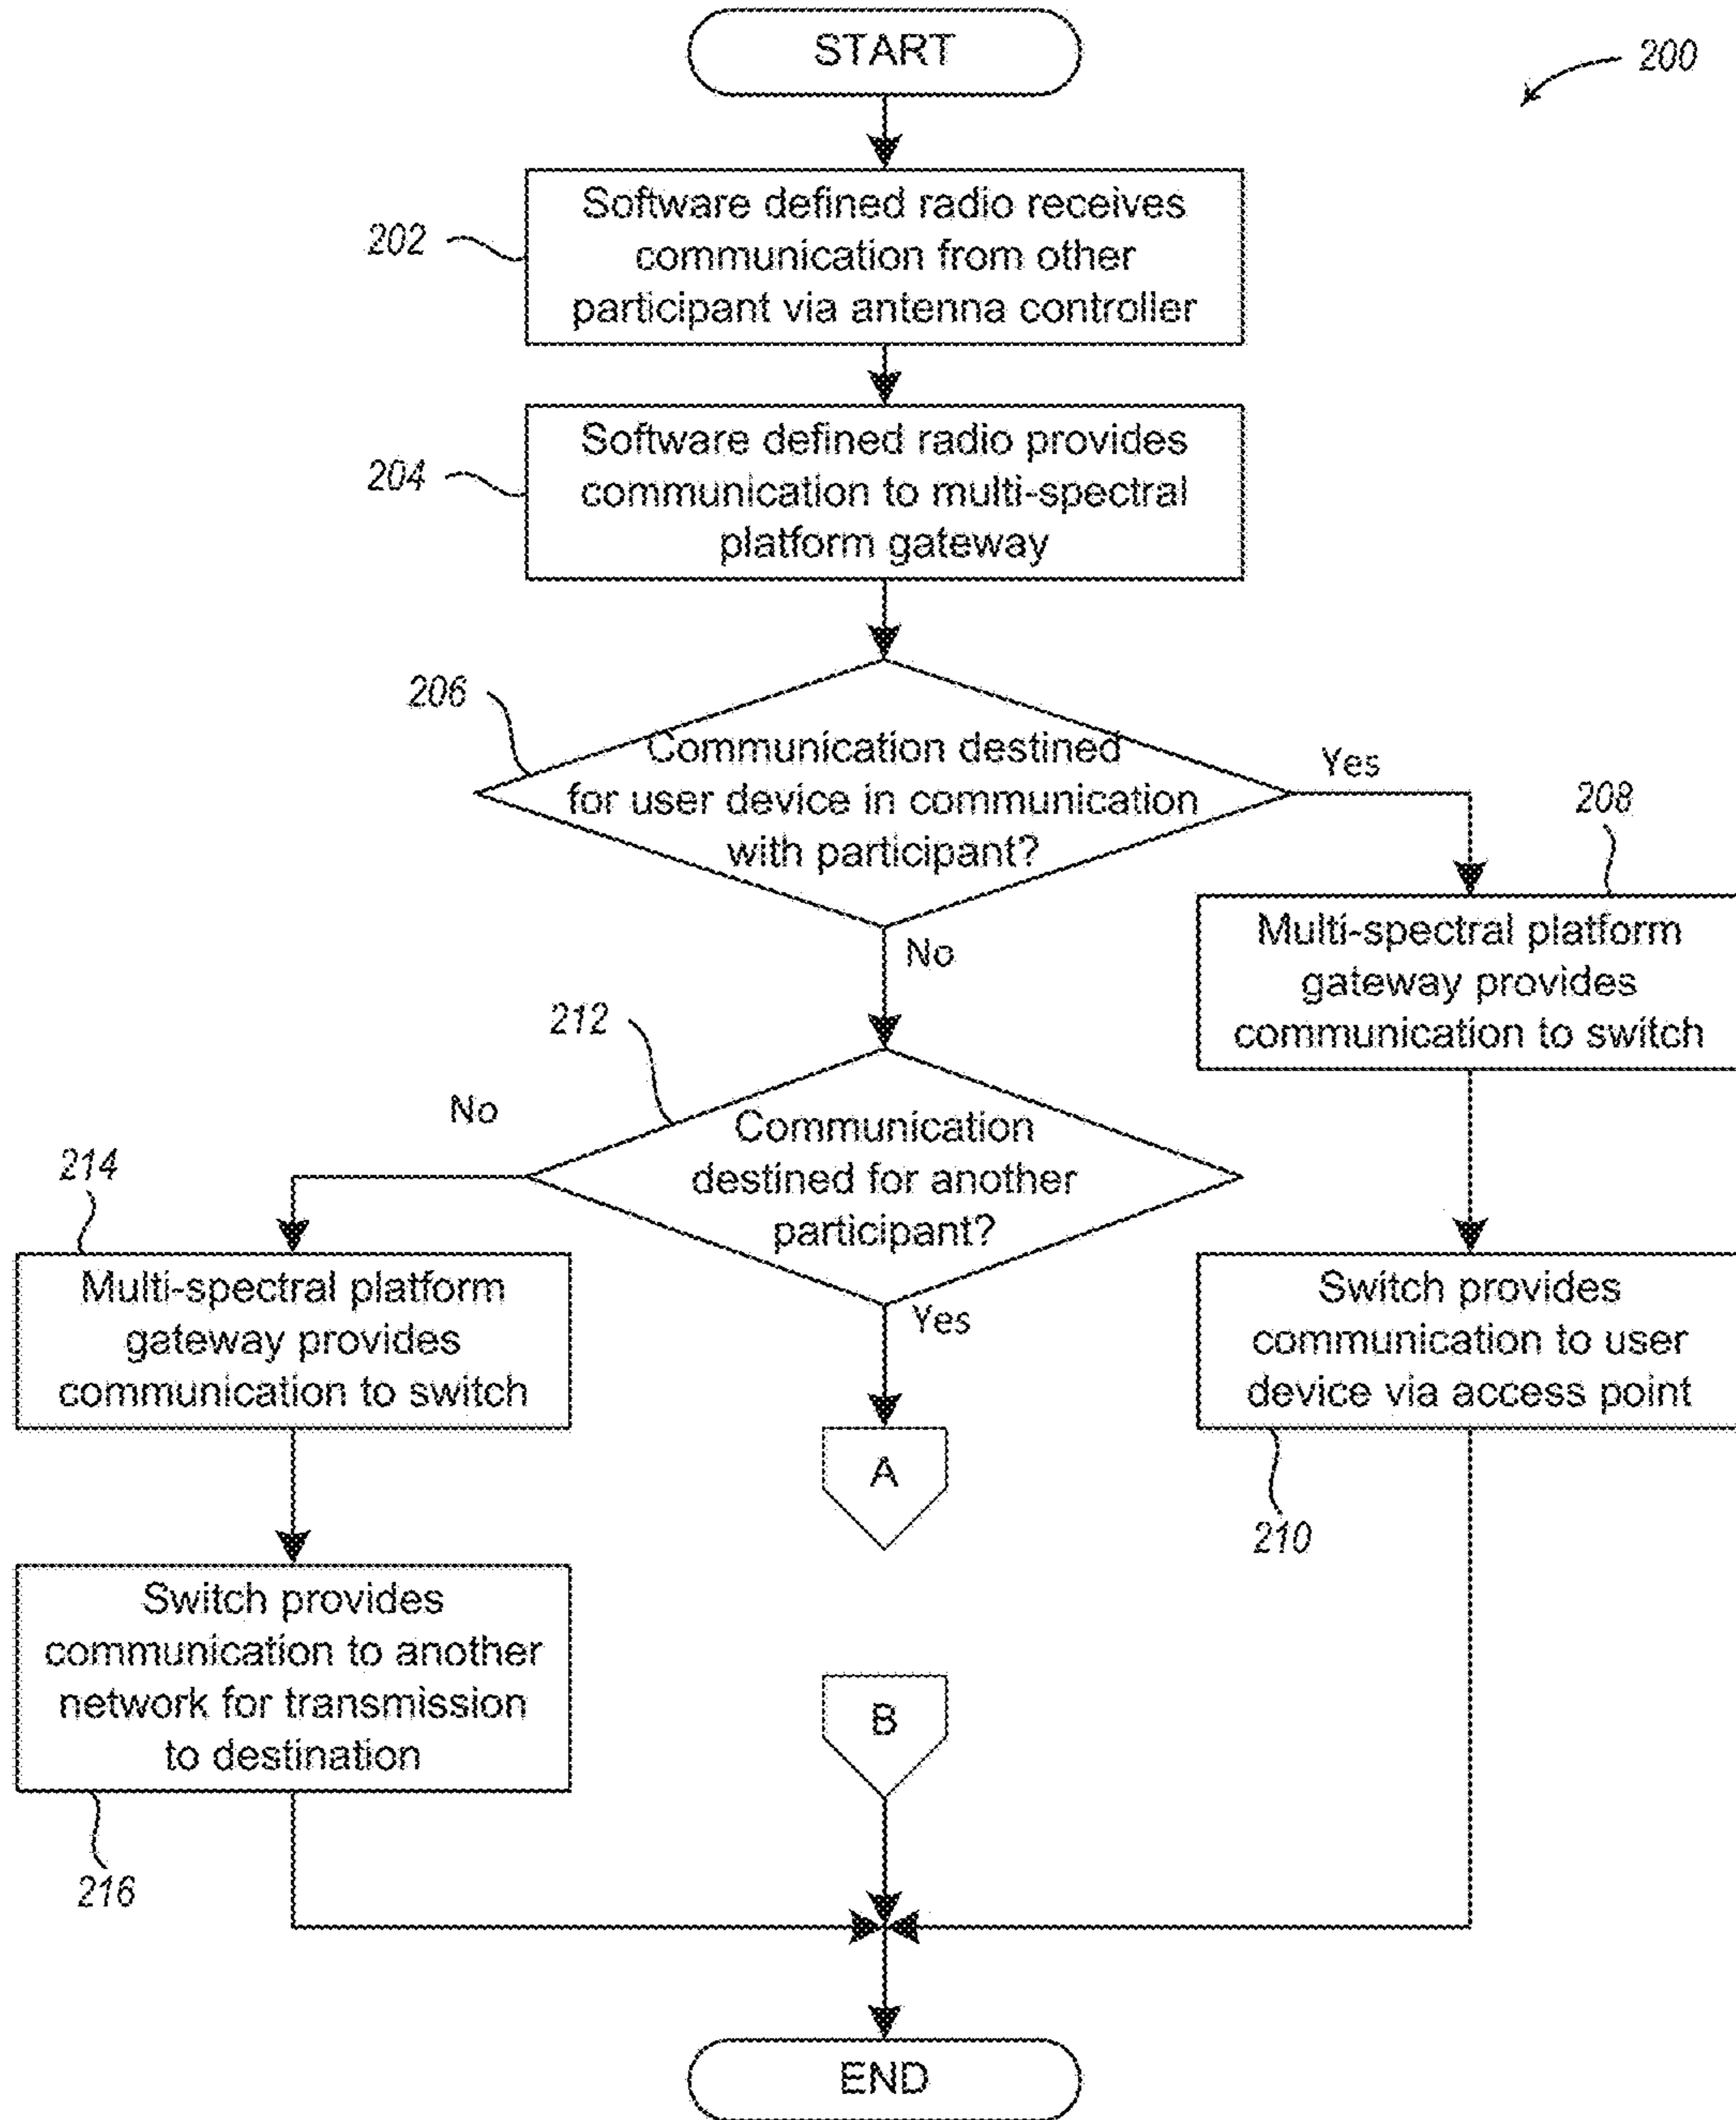 START
200
202
Software defined radio receives
communication from other
participant via antenna controller
204
Software defined radio provides
communication to multi-spectral
platform gateway
206
Communication destined
for user device in communication
with participant?
Yes
208
Multi-spectral platform
gateway provides
communication to switch
No
212
Communication
destined for another
participant?
No
214
Multi-spectral platform
gateway provides
communication to switch
Yes
A
Switch provides
communication to user
device via access point
210
Switch provides
communication to another
network for transmission
to destination
216
B
END